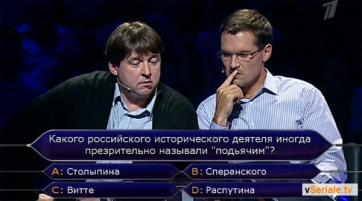 Какого российского исторического деятеля иногда
презрительно называли "подьячим"?
A: Столыпина
B: Сперанского
C: Витте
D: Распутина
vSeriale.tv